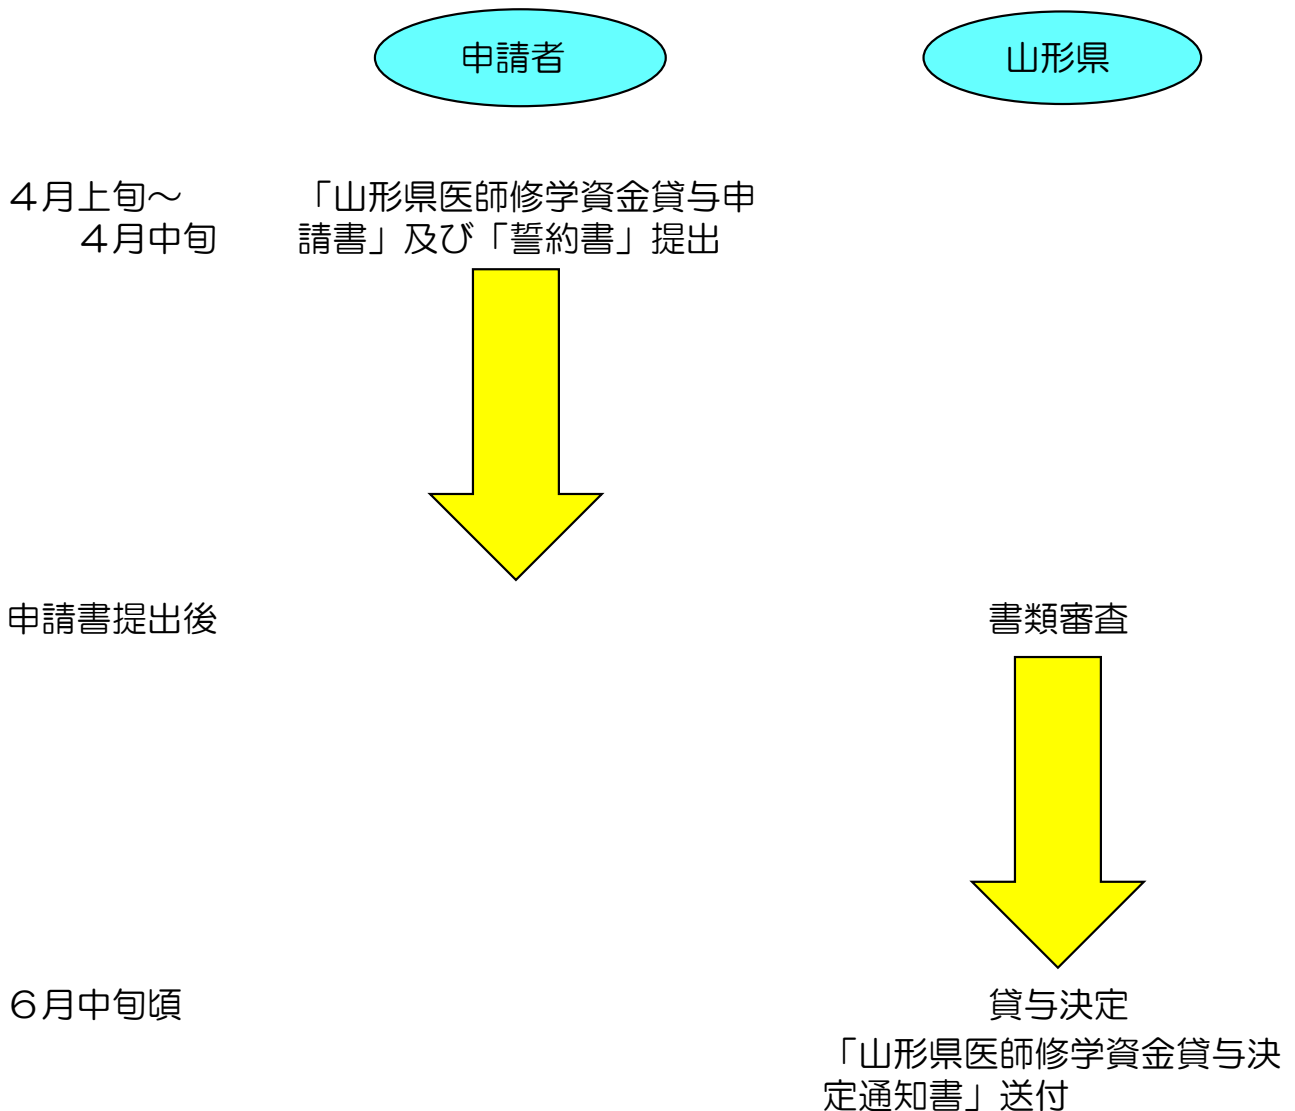 申請者
山形県
４月上旬～
４月中旬
「山形県医師修学資金貸与申
請書」及び「誓約書」提出
申請書提出後
書類審査
６月中旬頃
貸与決定
「山形県医師修学資金貸与決
定通知書」送付